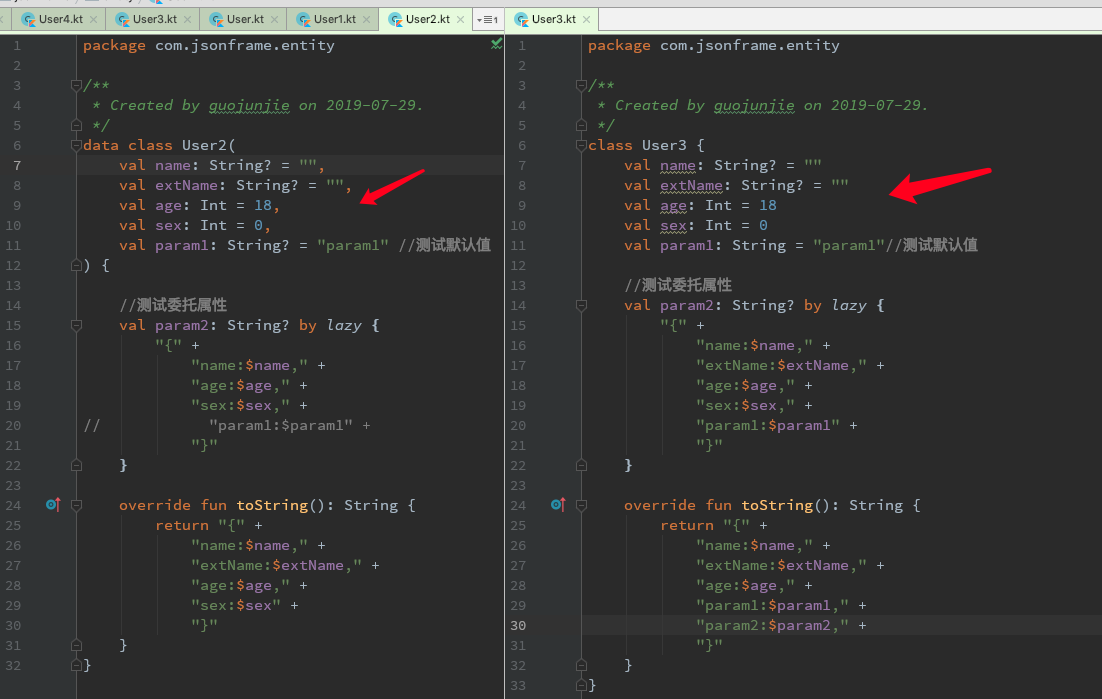 User4.kt
User3.kt
User.kt
User1.kt
User2.kt
1
User3.kt
1 package com.jsonframe.entity
2
3 /**
4 * Created by guojunjie on 2019-07-29.
5 */
6 data class User2(
7 val name: String? = "",
8 val extName: String? = "",
9 val age: Int = 18,
10 val sex: Int = 0,
11 val param1: String? = "param1" //测试默认值
12 ) {
13
14 //测试委托属性
15 val param2: String? by lazy {
16 "{" +
17 "name:$name," +
18 "age:$age," +
19 "sex:$sex," +
20 // "param1:$param1" +
21 "}"
22 }
23
24 override fun toString(): String {
25 return "{" +
26 "name:$name," +
27 "extName:$extName," +
28 "age:$age," +
29 "sex:$sex" +
30 "}"
31 }
32 }
1 package com.jsonframe.entity
2
3 /**
4 * Created by guojunjie on 2019-07-29.
5 */
6 class User3 {
7 val name: String? = ""
8 val extName: String? = ""
9 val age: Int = 18
10 val sex: Int = 0
11 val param1: String = "param1"//测试默认值
12
13 //测试委托属性
14 val param2: String? by lazy {
15 "{" +
16 "name:$name," +
17 "extName:$extName," +
18 "age:$age," +
19 "sex:$sex," +
20 "param1:$param1" +
21 "}"
22 }
23
24 override fun toString(): String {
25 return "{" +
26 "name:$name," +
27 "extName:$extName," +
28 "age:$age," +
29 "param1:$param1," +
30 "param2:$param2," +
31 "}"
32 }
33 }